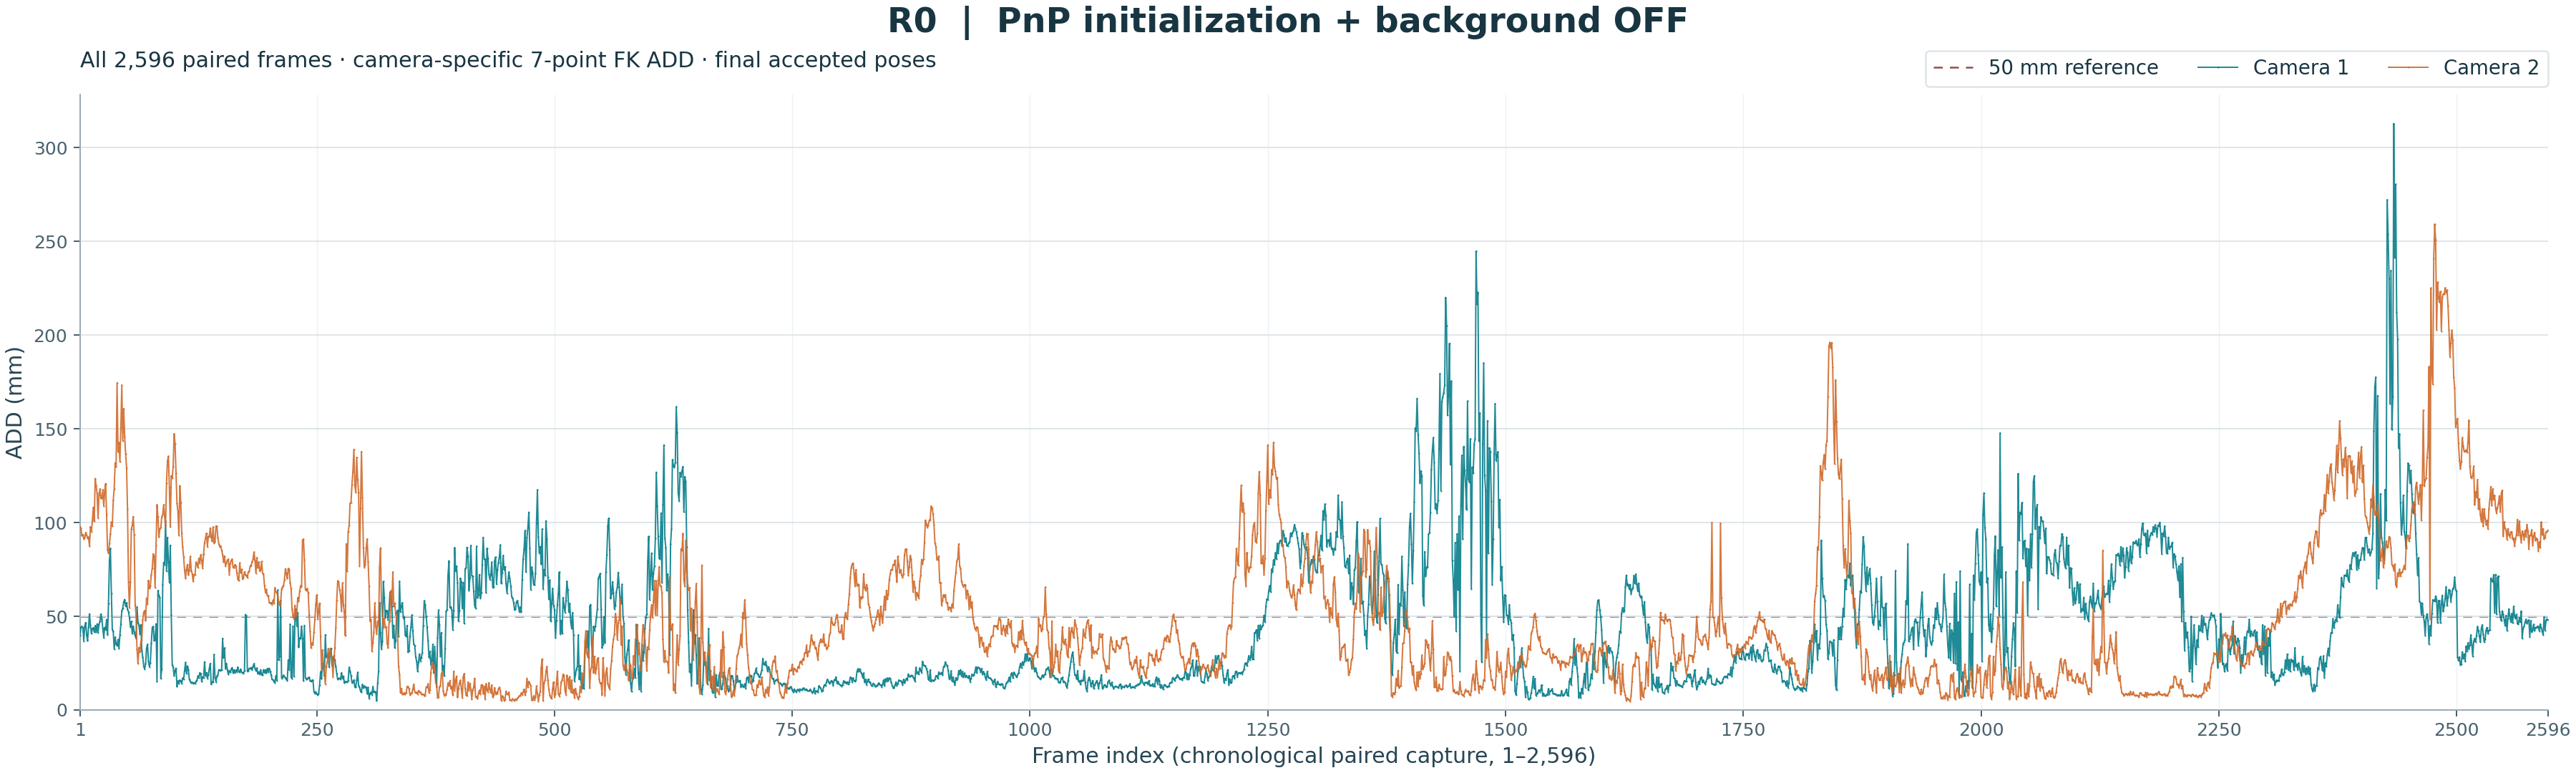 R0 | PnP initialization + background OFF
All 2,596 paired frames · camera-specific 7-point FK ADD · final accepted poses
50 mm reference
Camera 1
Camera 2
ADD (mm)
300
250
200
150
100
50
0
1
250
500
750
1000
1250
1500
1750
2000
2250
2500
2596
Frame index (chronological paired capture, 1–2,596)